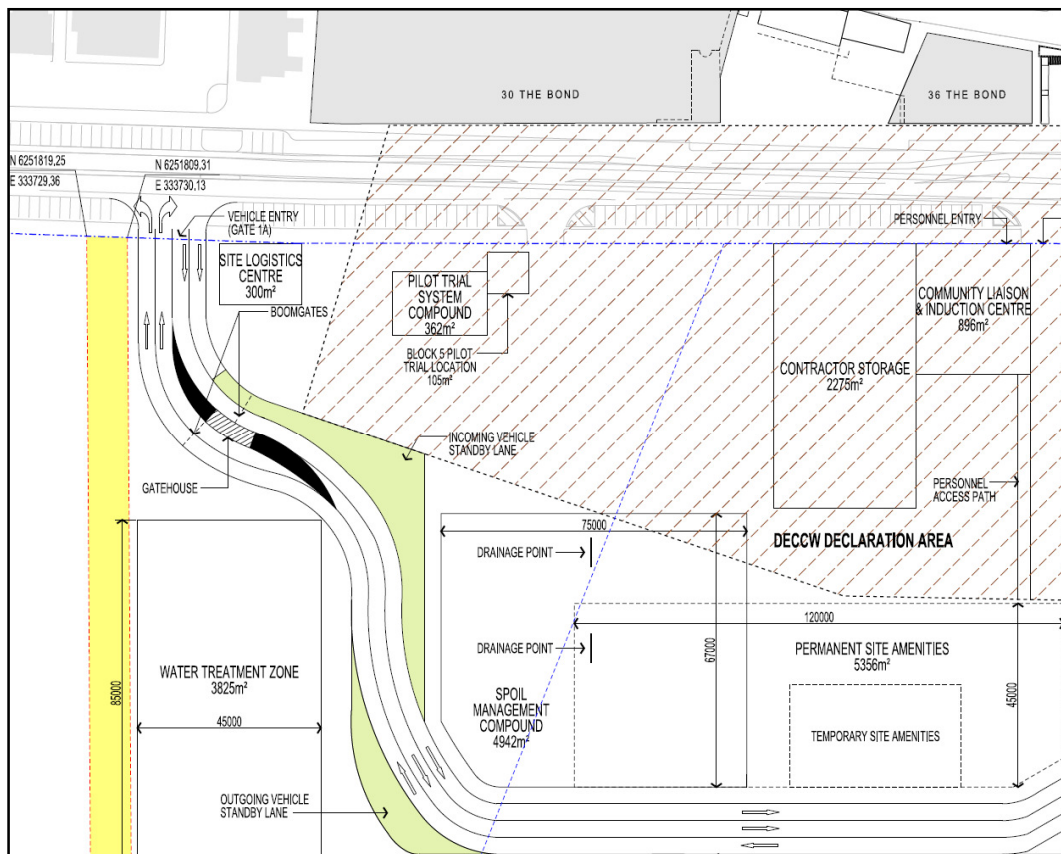 30 THE BOND
36 THE BOND
N 6251819,25
N 6251809.31
E 333729,36
E 333730,13
VEHICLE ENTRY
(GATE 1A)
PERSONNEL ENTRY
SITE LOGISTICS
CENTRE
300m²
BOOMGATES
PILOT TRIAL
SYSTEM
COMPOUND
362m²
BLOCK 5 PILOT
TRIAL LOCATION
105m²
COMMUNITY LIAISON
& INDUCTION CENTRE
896m²
CONTRACTOR STORAGE
2275m²
INCOMING VEHICLE
STANDBY LANE
GATEHOUSE
PERSONNEL
ACCESS PATH
75000
DECCW DECLARATION AREA
DRAINAGE POINT
120000
DRAINAGE POINT
PERMANENT SITE AMENITIES
5356m²
67000
45000
WATER TREATMENT ZONE
3825m²
85000
45000
SPOIL
MANAGEMENT
COMPOUND
4942m²
TEMPORARY SITE AMENITIES
OUTGOING VEHICLE
STANDBY LANE